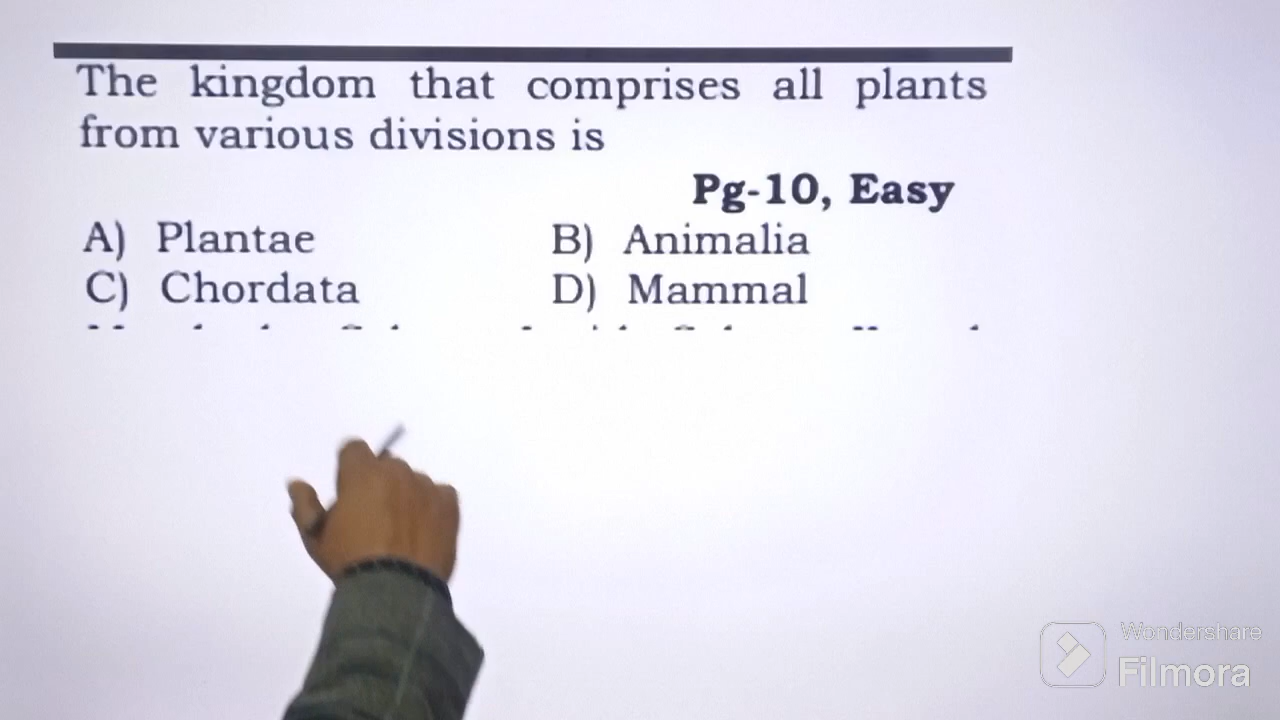 The kingdom that comprises all plants
from various divisions is
Pg-10, Easy
A) Plantae B) Animalia
C) Chordata D) Mammal
Wondershare
Filmora